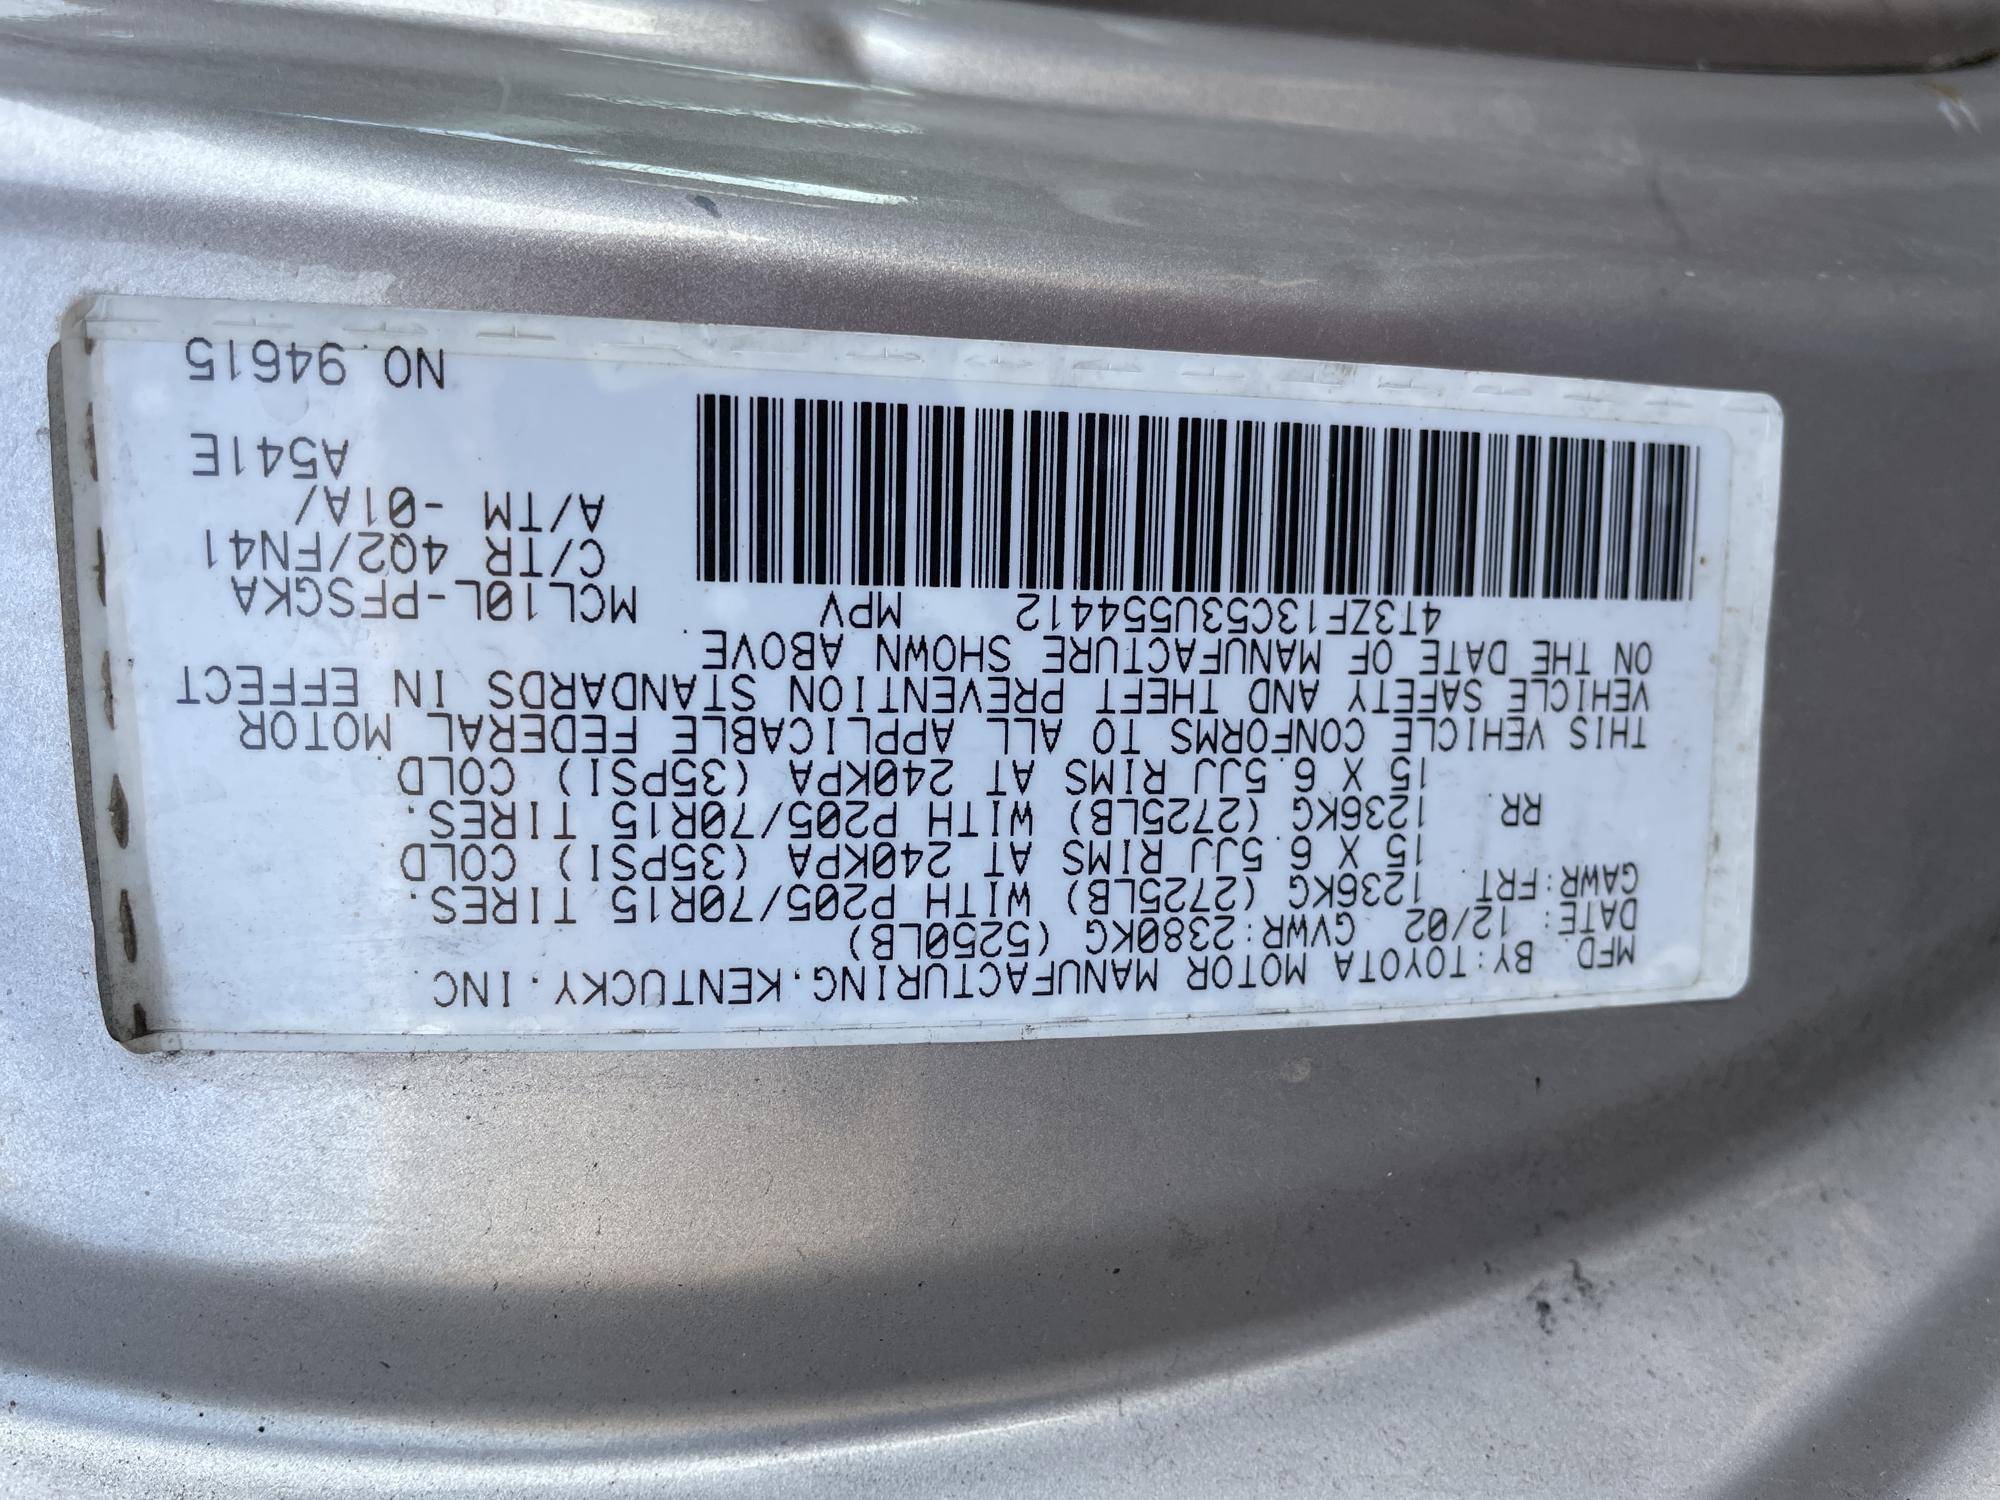 MFD. BY:TOYOTA MOTOR MANUFACTURING.KENTUCKY.INC.
DATE: 12/02 GVWR:2380KG (5250LB)
GAWR:FRT 1236KG (2725LB) WITH P205/70R15 TIRES.
15 X 6.5JJ RIMS AT 240KPA (35PSI) COLD
RR 1236KG (2725LB) WITH P205/70R15 TIRES.
15 X 6.5JJ RIMS AT 240KPA (35PSI) COLD
THIS VEHICLE CONFORMS TO ALL APPLICABLE FEDERAL MOTOR
VEHICLE SAFETY AND THEFT PREVENTION STANDARDS IN EFFECT
ON THE DATE OF MANUFACTURE SHOWN ABOVE.
4T3ZF13C53U554412 MPV
MCL10L-PFSGKA
C/TR 4Q2/FN41
A/TM -01A/
A541E
NO.94615